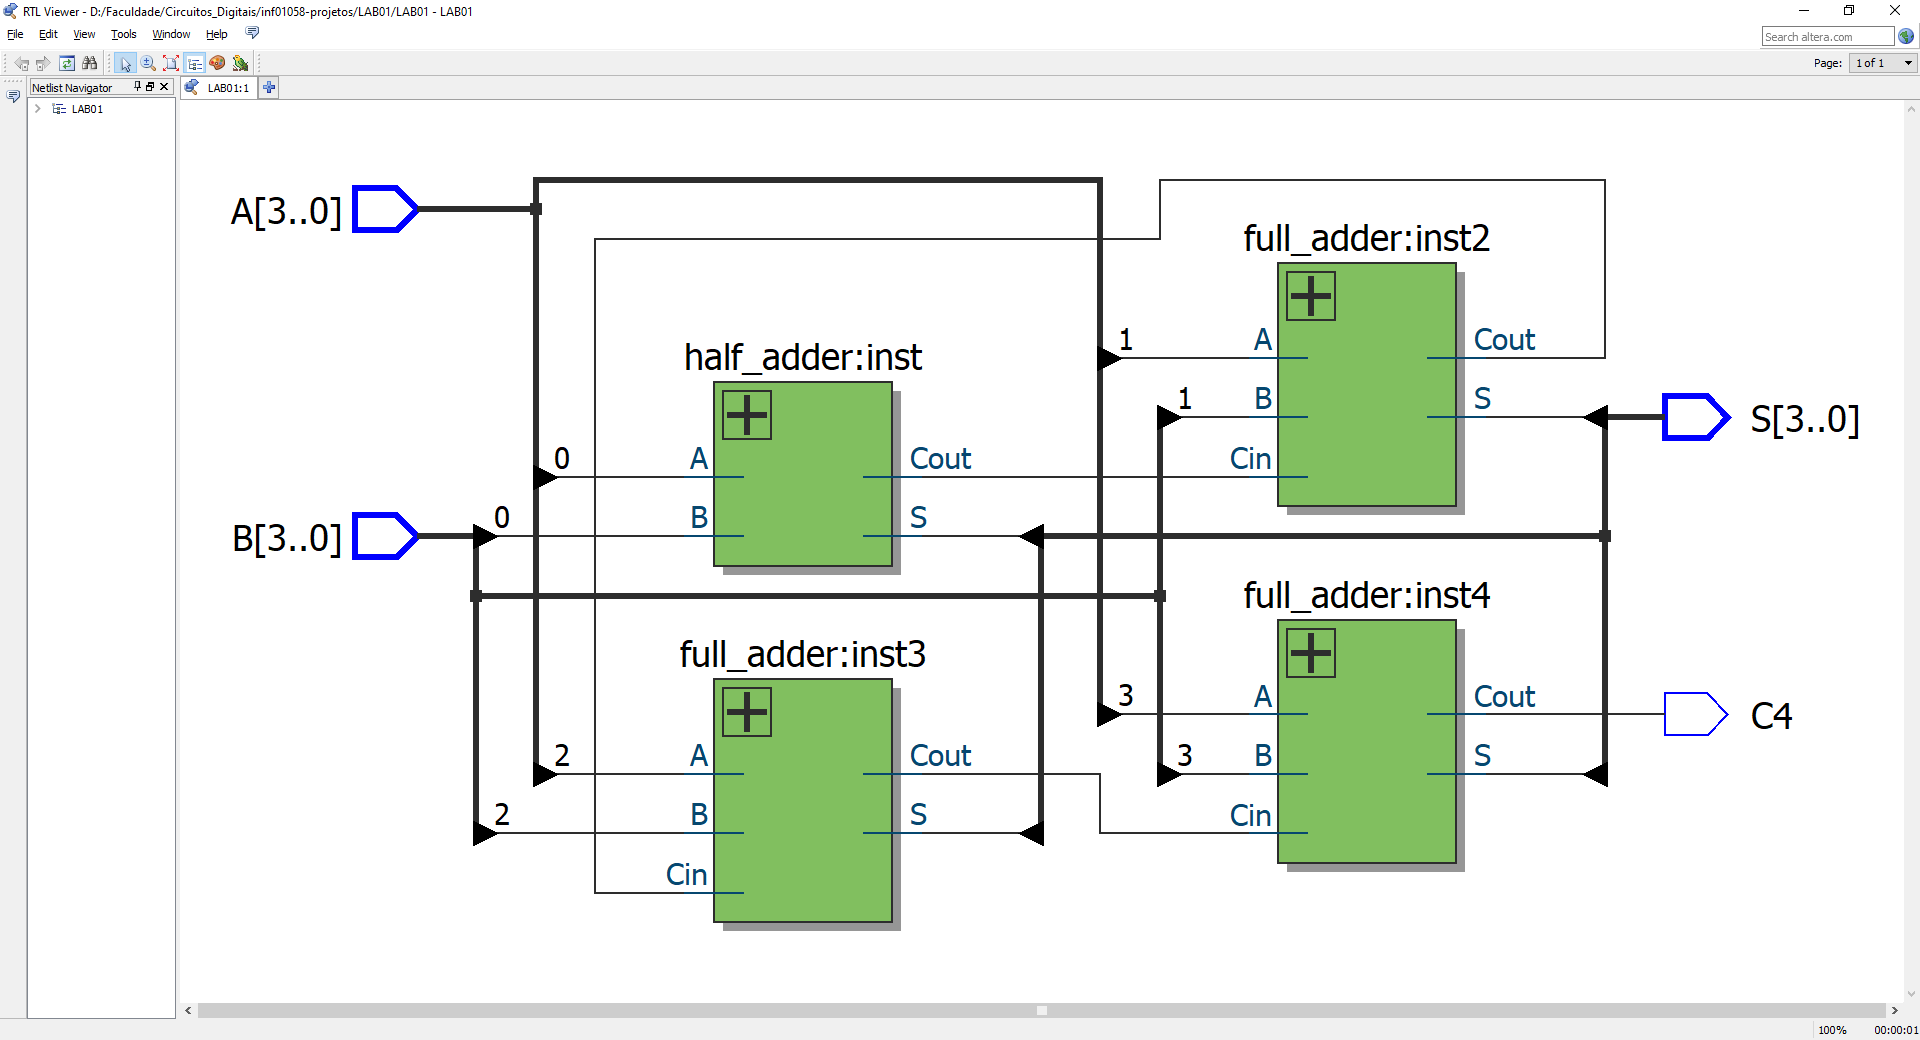 RTL Viewer - D:/Faculdade/Circuitos_Digitais/inf01058-projetos/LAB01/LAB01 - LAB01
File Edit View Tools Window Help
Search altera.com
Page: 1 of 1
Netlist Navigator
LAB01:1
LAB01
A[3..0]
full_adder:inst2
1 A Cout
half_adder:inst
1 B S
S[3..0]
0 A Cout
Cin
0 B S
B[3..0]
full_adder:inst4
full_adder:inst3
3 A Cout
C4
2 A Cout
3 B S
2 B S
Cin
Cin
100% 00:00:01